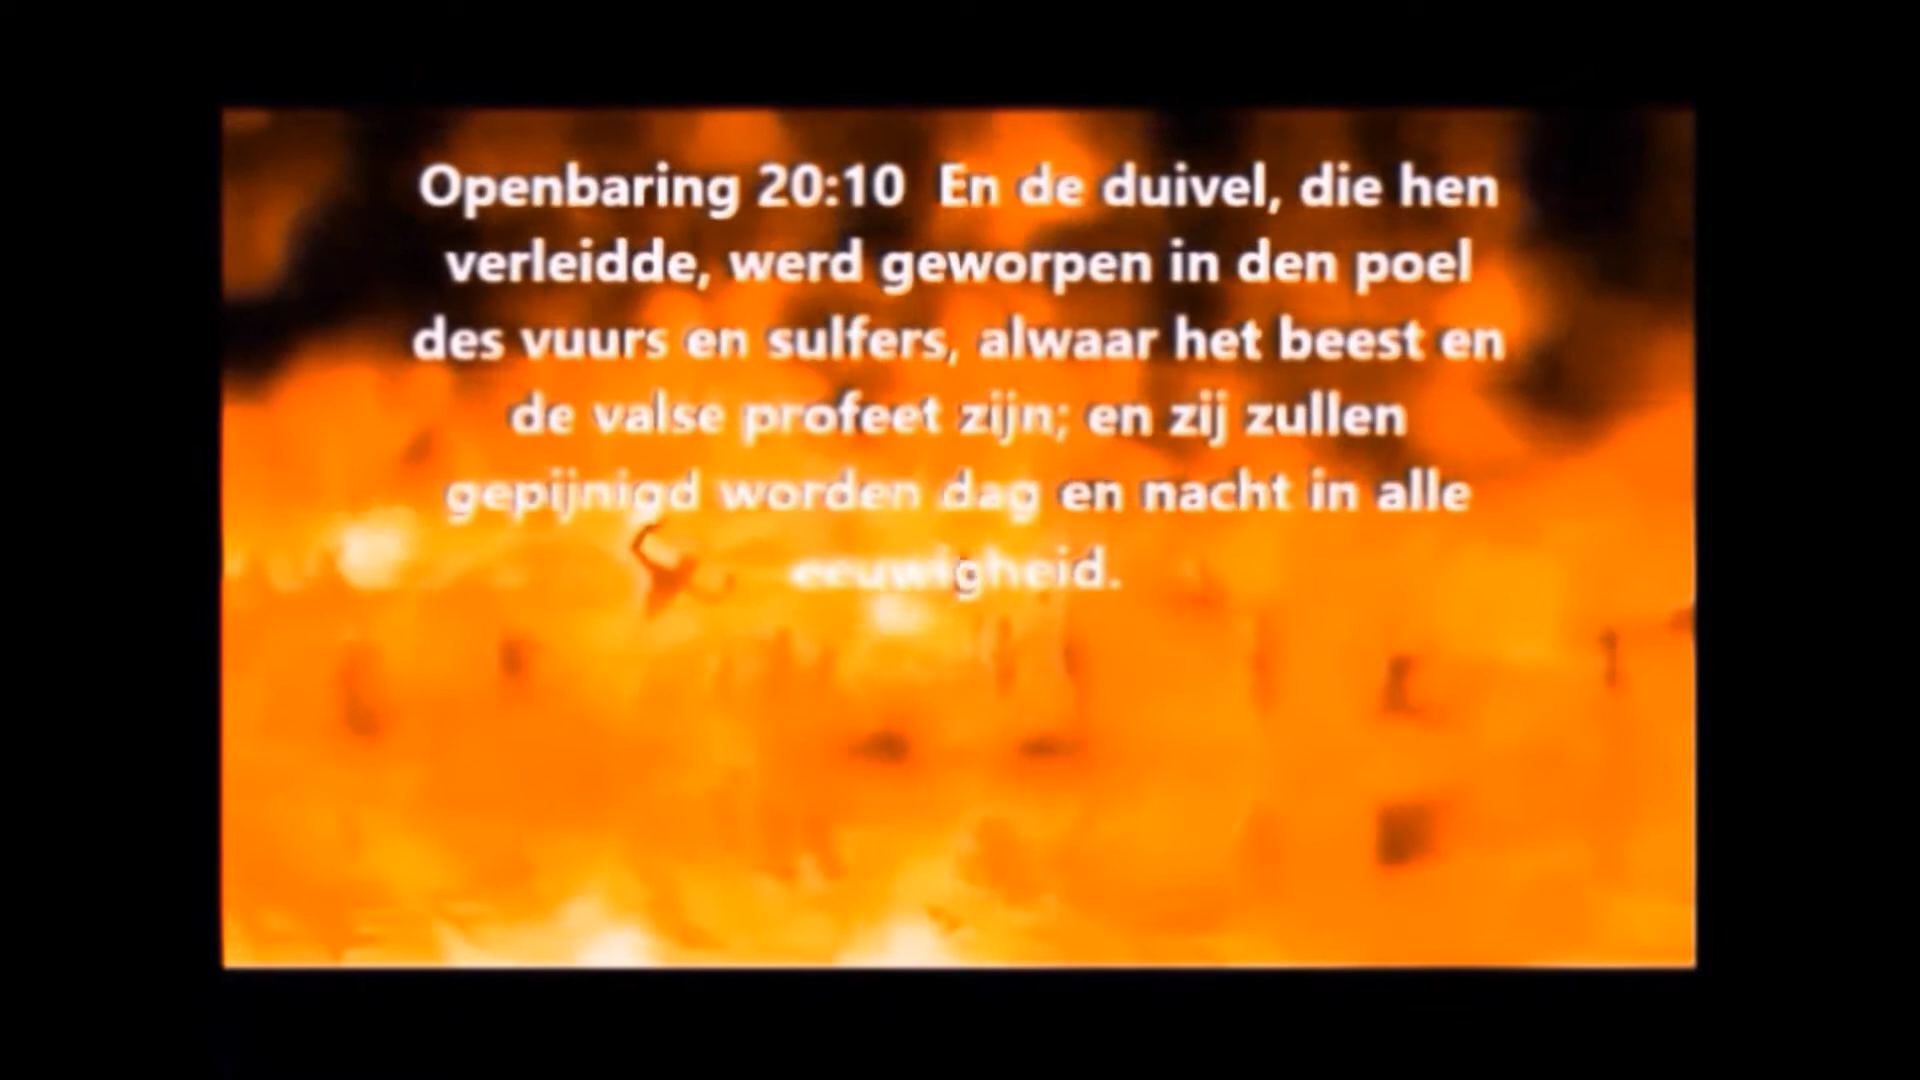 Openbaring 20:10  En de duivel, die hen
verleidde, werd geworpen in den poel
des vuurs en sulfers, alwaar het beest en
de valse profeet zijn; en zij zullen
gepijnigd worden dag en nacht in alle
eeuwigheid.